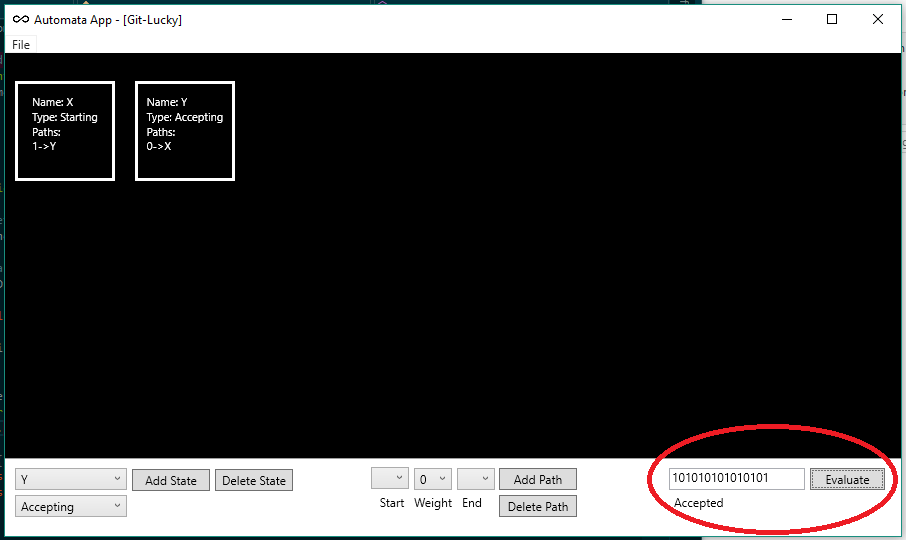 Automata App - [Git-Lucky]
File
Name: X
Type: Starting
Paths:
1->Y
Name: Y
Type: Accepting
Paths:
0->X
Y
Add State
Delete State
Accepting
0
Start
Weight
End
Add Path
Delete Path
101010101010101
Evaluate
Accepted